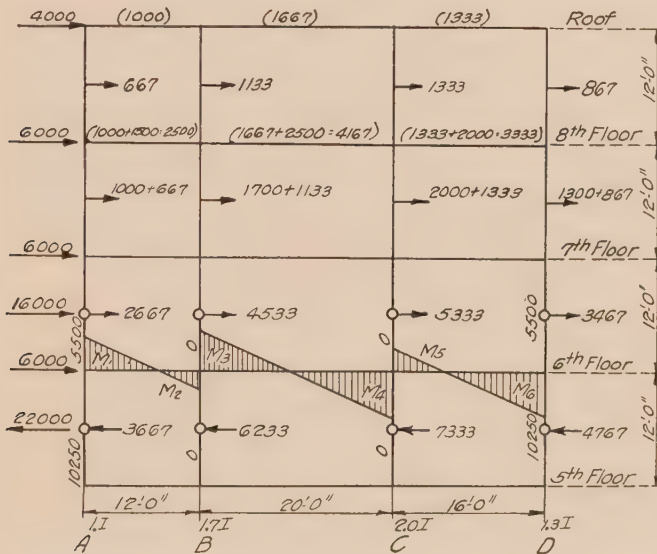 4000 (1000) (1667) (1333) Roof
667 1133 1333 867 12'-0"
6000 (1000+1500=2500) (1667+2500=4167) (1333+2000=3333) 8th Floor
1000+667 1700+1133 2000+1333 1300+867 12'-0"
6000 7th Floor
16000 2667 4533 5333 3467 12'-0"
5500 0 0 5500
M1 M3 M5
6000 6th Floor
M2 M4 M6
22000 3667 6233 7333 4767 12'-0"
10250 0 0 10250
5th Floor
12'-0" 20'-0" 16'-0"
1.I 1.7I 2.0I 1.3I
A B C D